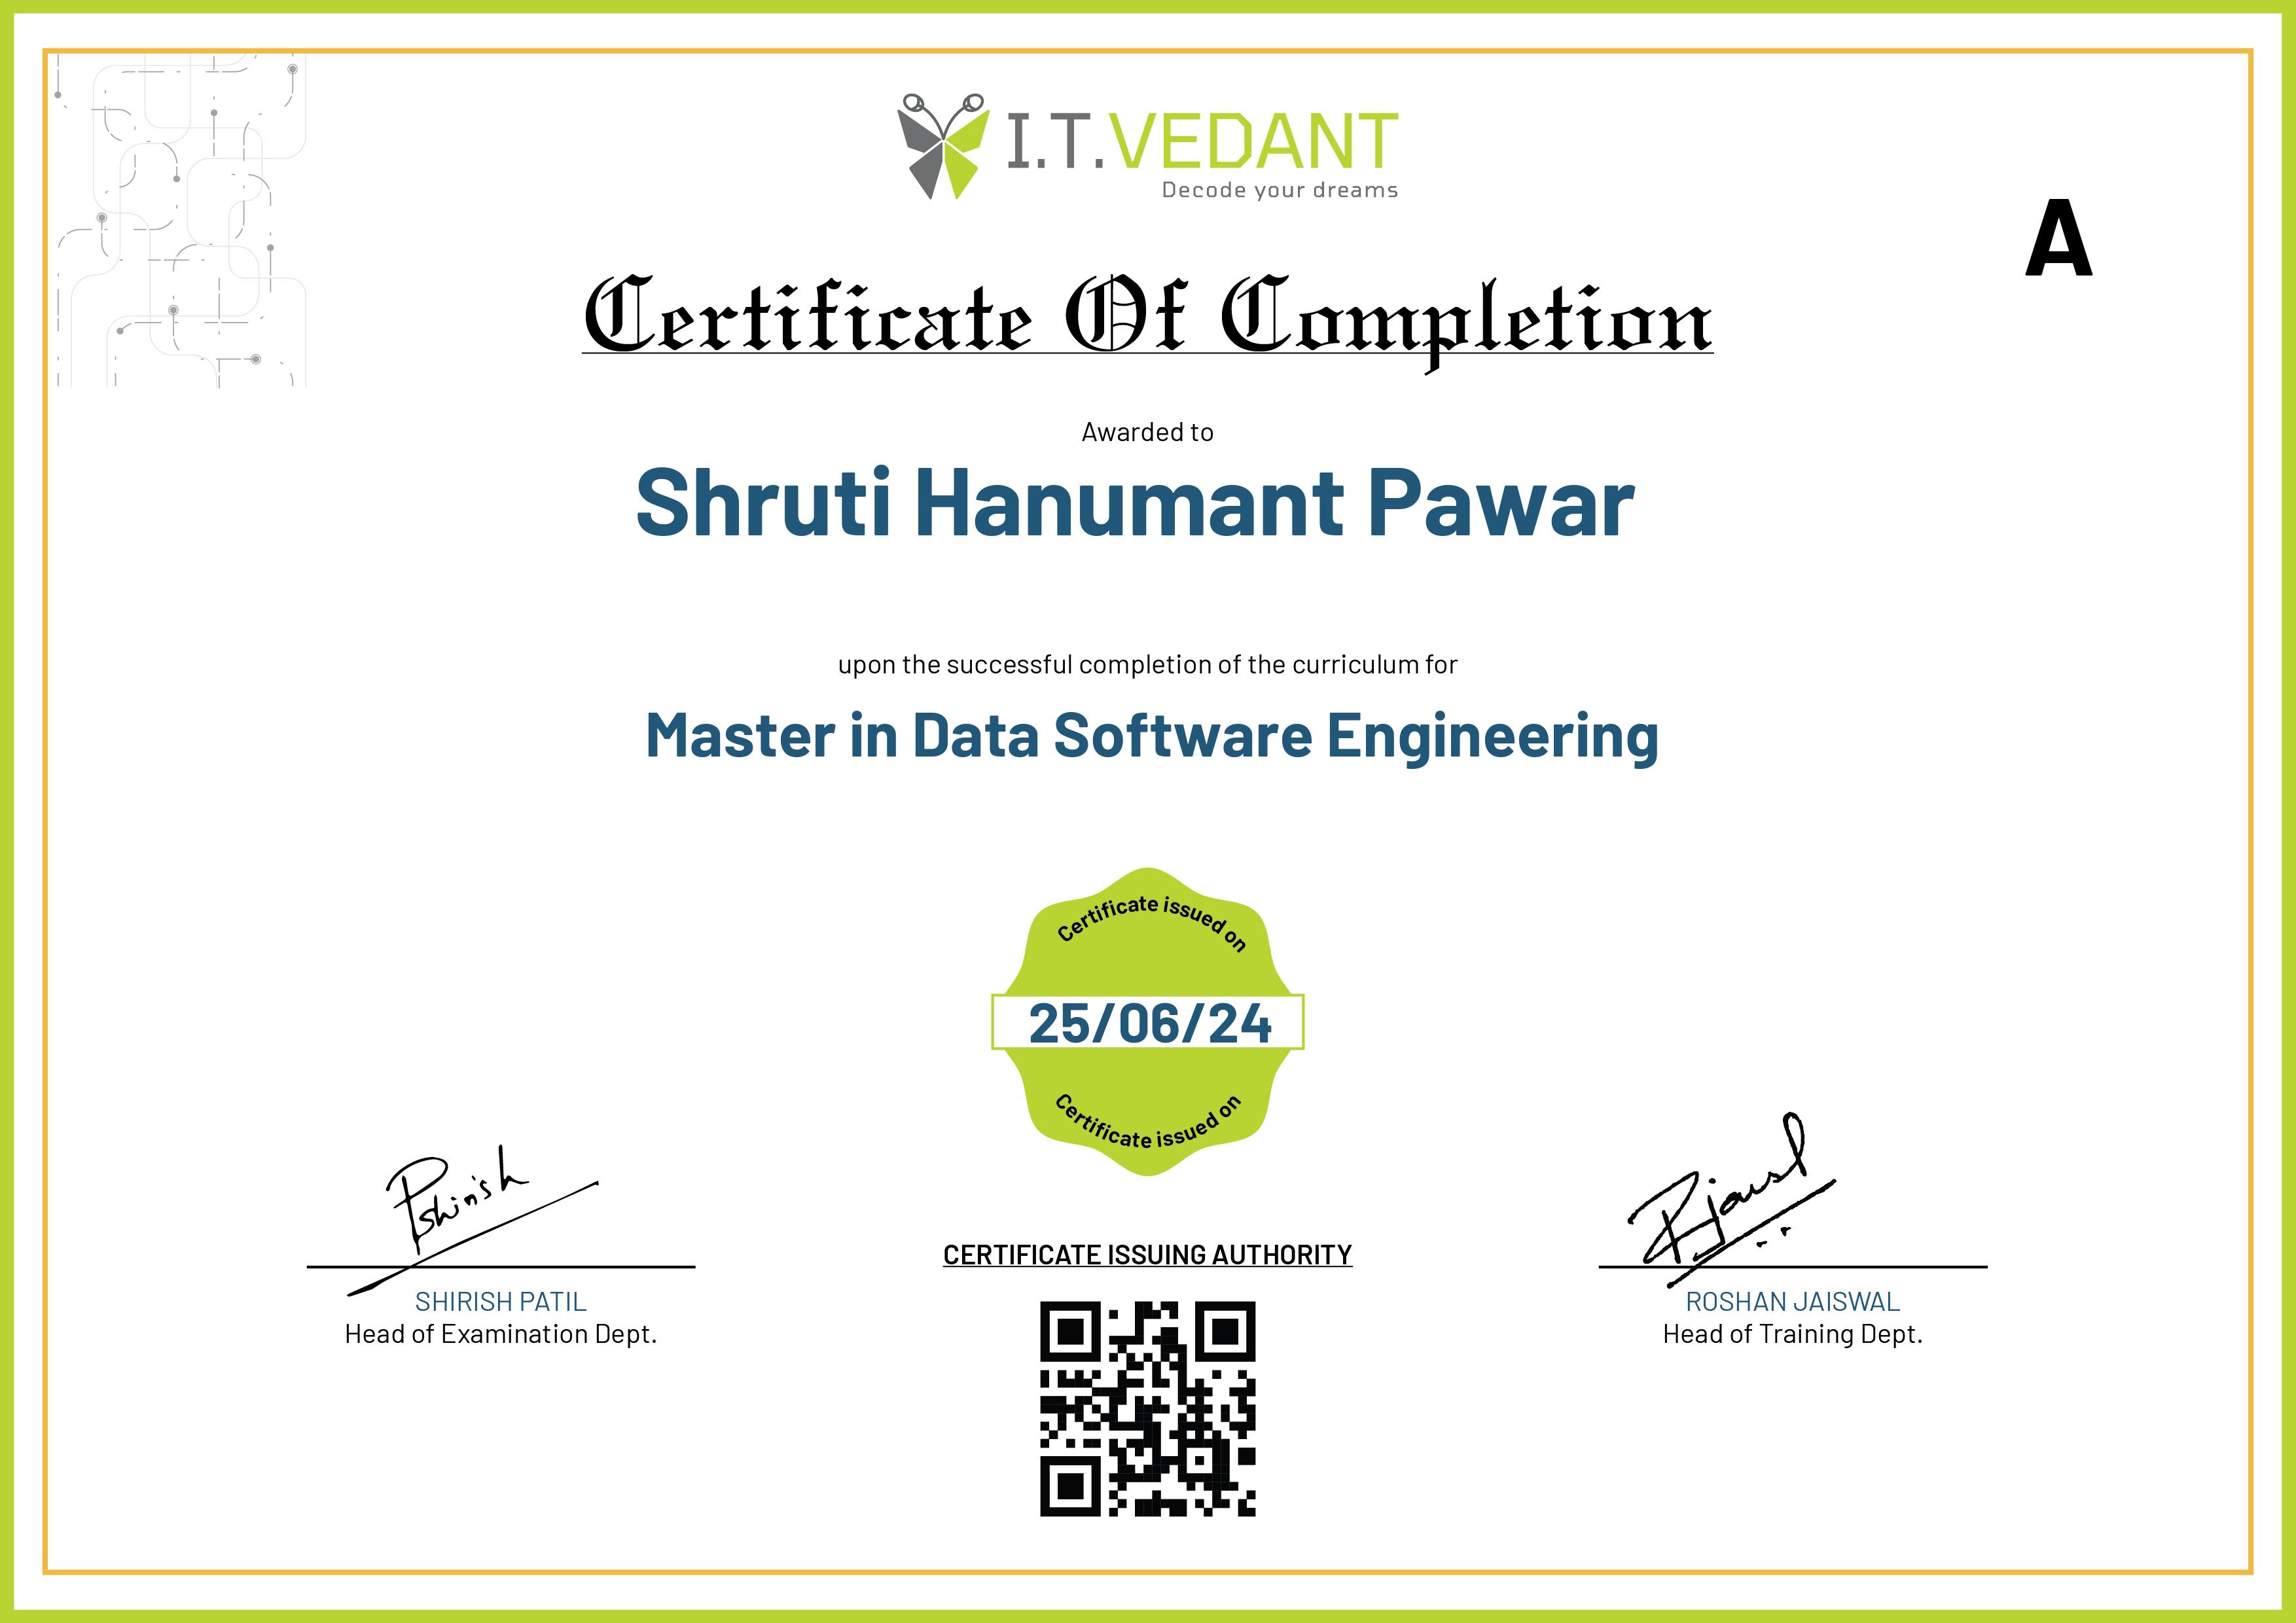 I.T.VEDANT
Decode your dreams
A
Certificate Of Completion
Awarded to
Shruti Hanumant Pawar
upon the successful completion of the curriculum for
Master in Data Software Engineering
Certificate issued on
25/06/24
Certificate issued on
Pshirish
Rjaiswal
CERTIFICATE ISSUING AUTHORITY
SHIRISH PATIL
Head of Examination Dept.
ROSHAN JAISWAL
Head of Training Dept.